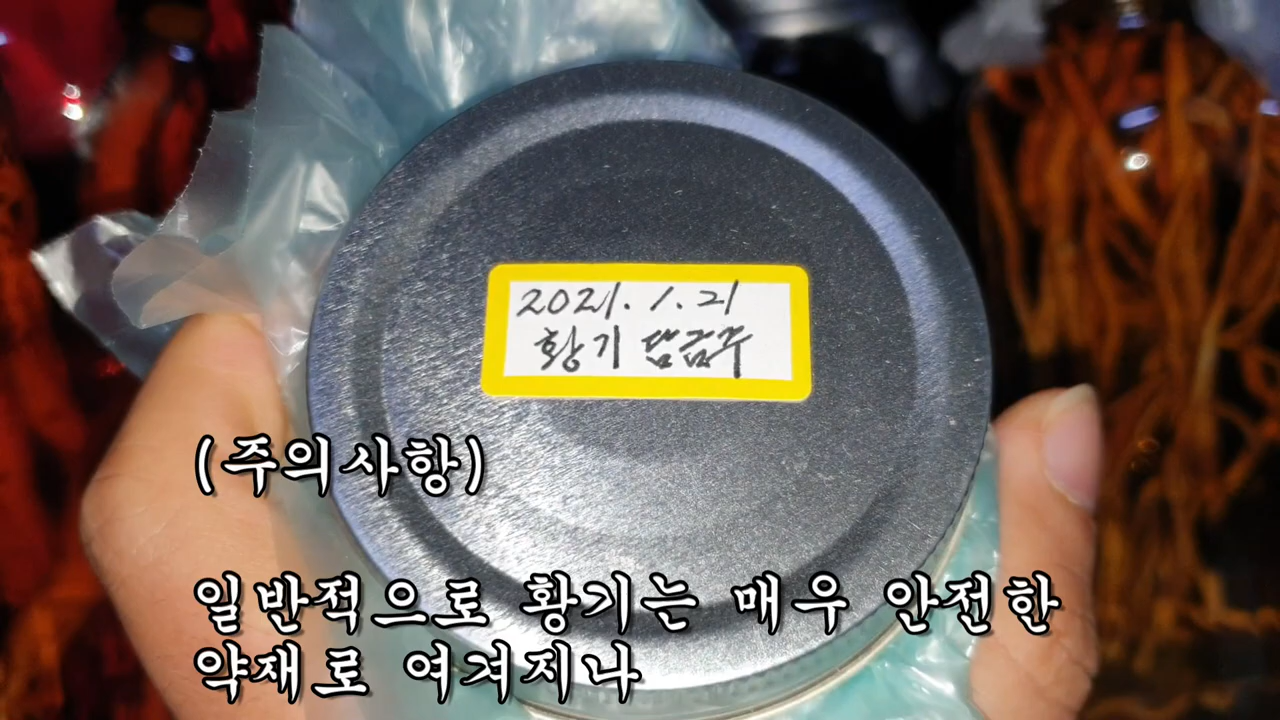 2021. 1. 21
황기 담금주
(주의사항)
일반적으로 황기는 매우 안전한
약재로 여겨지나